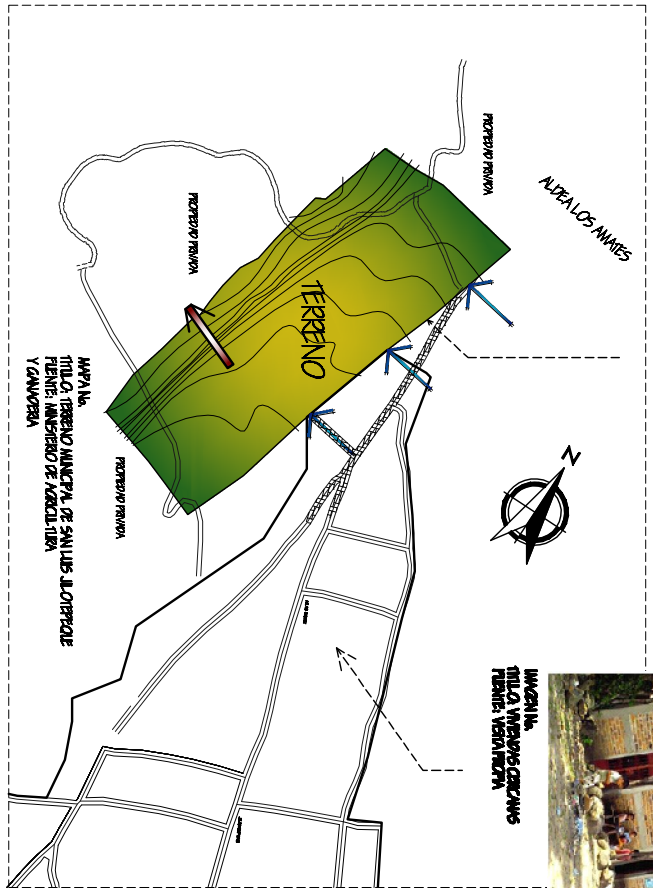 ALDEA LOS AMATES
PROPIEDAD PRIVADA
PROPIEDAD PRIVADA
TERRENO
PROPIEDAD PRIVADA
N
MAPA No.
TITULO: TERRENO MUNICIPAL DE SAN LUIS JILOTEPEQUE
FUENTE: MINISTERIO DE AGRICULTURA
Y GANADERIA
IMAGEN No.
TITULO: VIVIENDAS CERCANAS
FUENTE: VISITA PROPIA